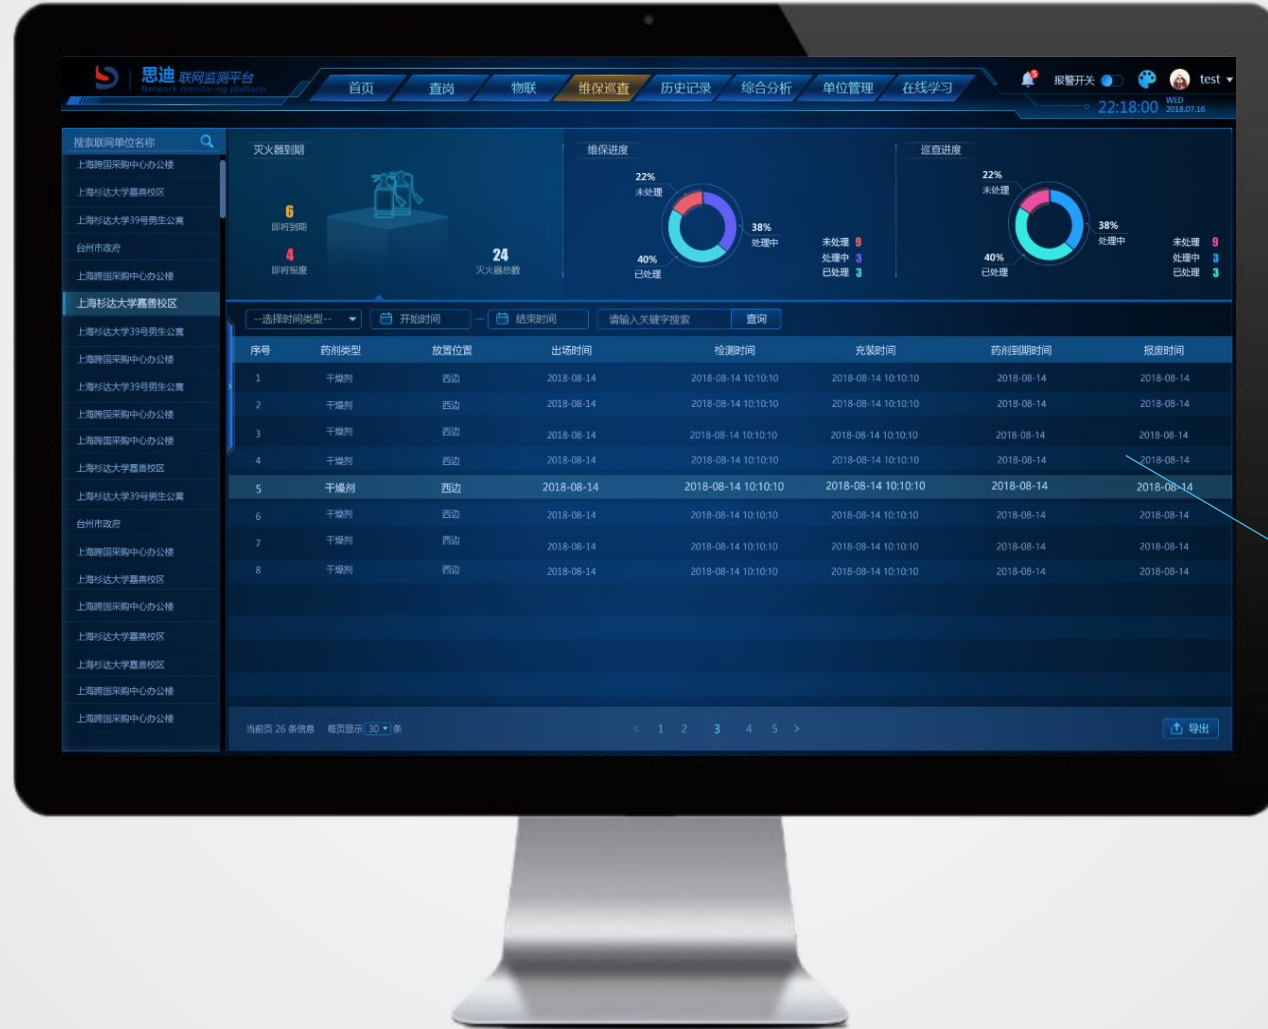 思迪 联网监测平台
Network monitoring platform
首页 查岗 物联 维保巡查 历史记录 综合分析 单位管理 在线学习
5 报警开关 test
22:18:00 WED
2018.07.16
搜索联网单位名称
上海跨国采购中心办公楼
上海杉达大学嘉善校区
上海杉达大学39号男生公寓
台州市政府
上海跨国采购中心办公楼
上海杉达大学嘉善校区
上海杉达大学39号男生公寓
上海跨国采购中心办公楼
上海杉达大学39号男生公寓
上海跨国采购中心办公楼
上海跨国采购中心办公楼
上海杉达大学嘉善校区
上海杉达大学39号男生公寓
台州市政府
上海跨国采购中心办公楼
上海杉达大学嘉善校区
上海跨国采购中心办公楼
上海杉达大学嘉善校区
上海杉达大学嘉善校区
上海跨国采购中心办公楼
上海跨国采购中心办公楼
灭火器到期
6
即将到期
4
即将报废
24
灭火器总数
维保进度
22%
未处理
38%
处理中
40%
已处理
未处理 9
处理中 3
已处理 3
巡查进度
22%
未处理
38%
处理中
40%
已处理
未处理 9
处理中 3
已处理 3
--选择时间类型-- 开始时间 — 结束时间 请输入关键字搜索 查询
序号 药剂类型 放置位置 出场时间 检测时间 充装时间 药剂到期时间 报废时间
1 干燥剂 西边 2018-08-14 2018-08-14 10:10:10 2018-08-14 10:10:10 2018-08-14 2018-08-14
2 干燥剂 西边 2018-08-14 2018-08-14 10:10:10 2018-08-14 10:10:10 2018-08-14 2018-08-14
3 干燥剂 西边 2018-08-14 2018-08-14 10:10:10 2018-08-14 10:10:10 2018-08-14 2018-08-14
4 干燥剂 西边 2018-08-14 2018-08-14 10:10:10 2018-08-14 10:10:10 2018-08-14 2018-08-14
5 干燥剂 西边 2018-08-14 2018-08-14 10:10:10 2018-08-14 10:10:10 2018-08-14 2018-08-14
6 干燥剂 西边 2018-08-14 2018-08-14 10:10:10 2018-08-14 10:10:10 2018-08-14 2018-08-14
7 干燥剂 西边 2018-08-14 2018-08-14 10:10:10 2018-08-14 10:10:10 2018-08-14 2018-08-14
8 干燥剂 西边 2018-08-14 2018-08-14 10:10:10 2018-08-14 10:10:10 2018-08-14 2018-08-14
当前页 26 条信息 每页显示 30 条 < 1 2 3 4 5 > 导出